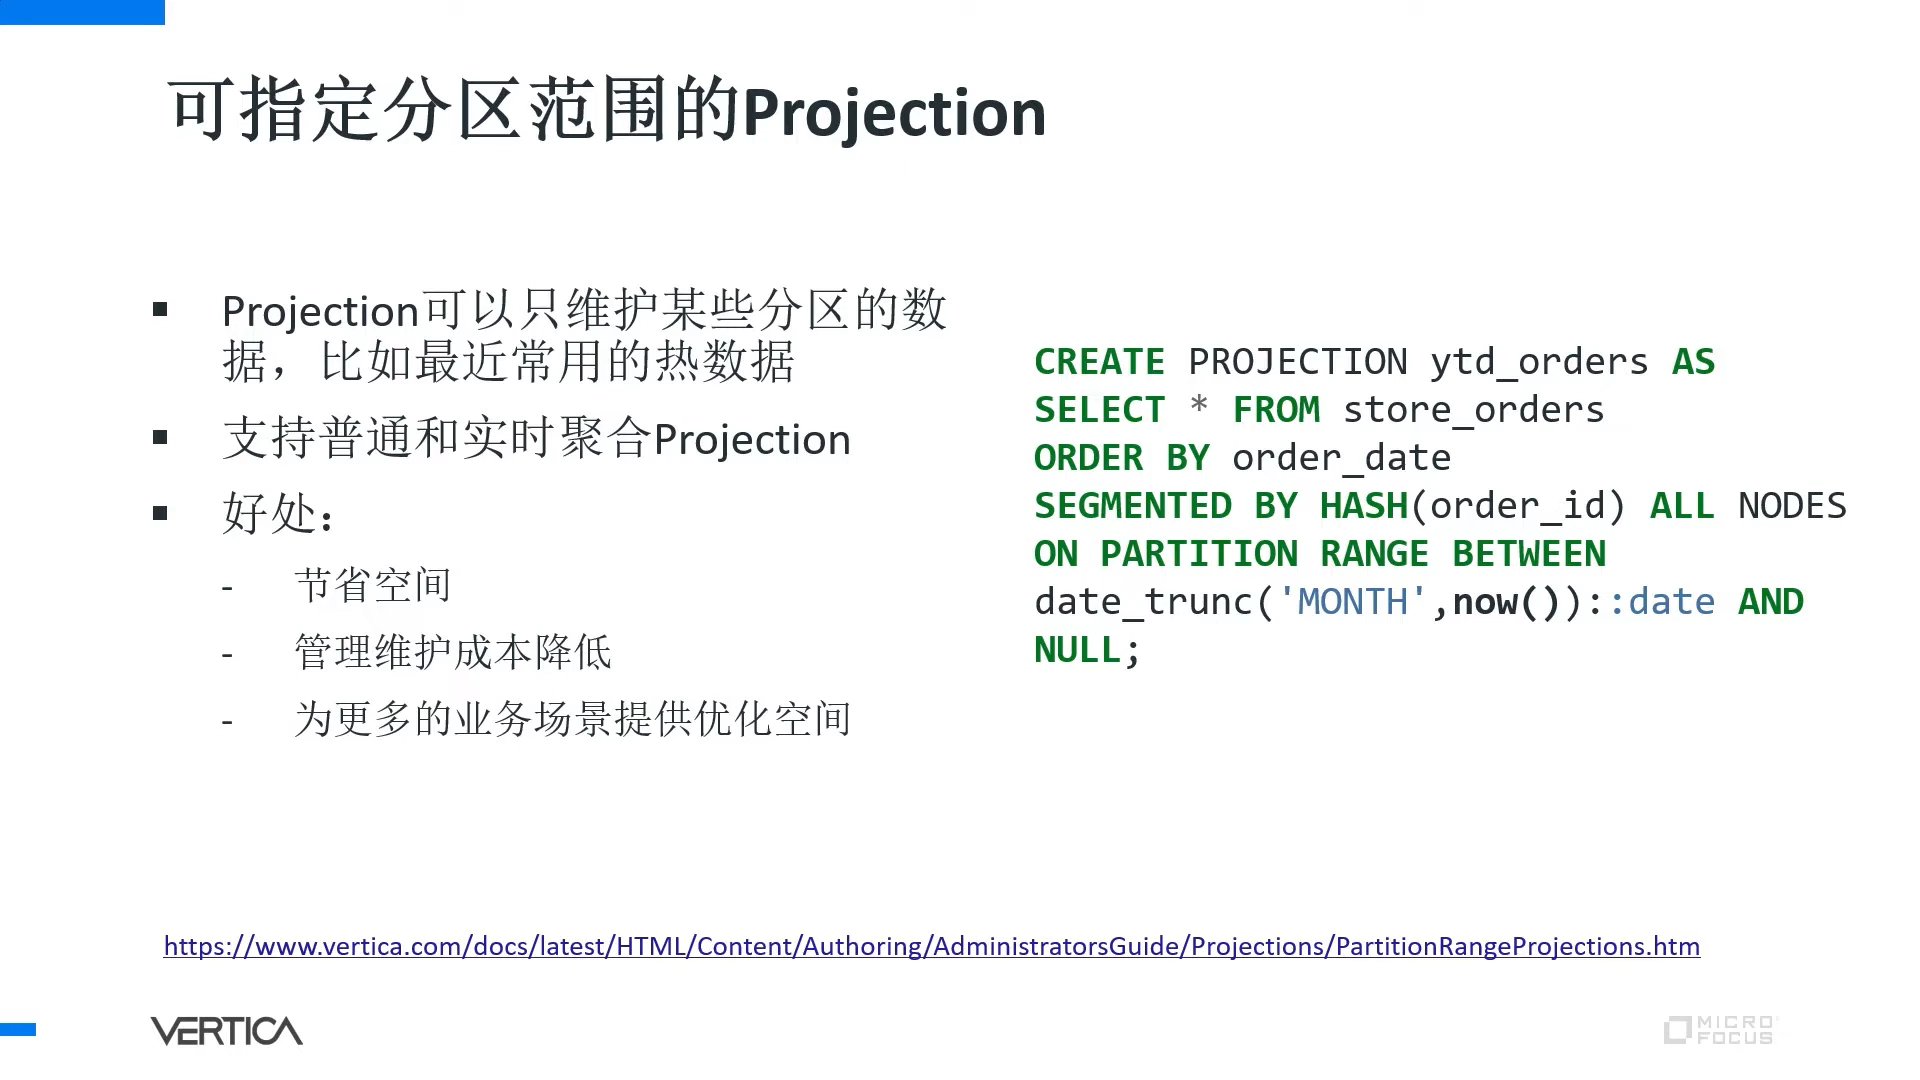 可指定分区范围的Projection
Projection可以只维护某些分区的数
据，比如最近常用的热数据
支持普通和实时聚合Projection
好处：
- 节省空间
- 管理维护成本降低
- 为更多的业务场景提供优化空间
CREATE PROJECTION ytd_orders AS
SELECT * FROM store_orders
ORDER BY order_date
SEGMENTED BY HASH(order_id) ALL NODES
ON PARTITION RANGE BETWEEN
date_trunc('MONTH',now())::date AND
NULL;
https://www.vertica.com/docs/latest/HTML/Content/Authoring/AdministratorsGuide/Projections/PartitionRangeProjections.htm
VERTICA
MICRO
FOCUS